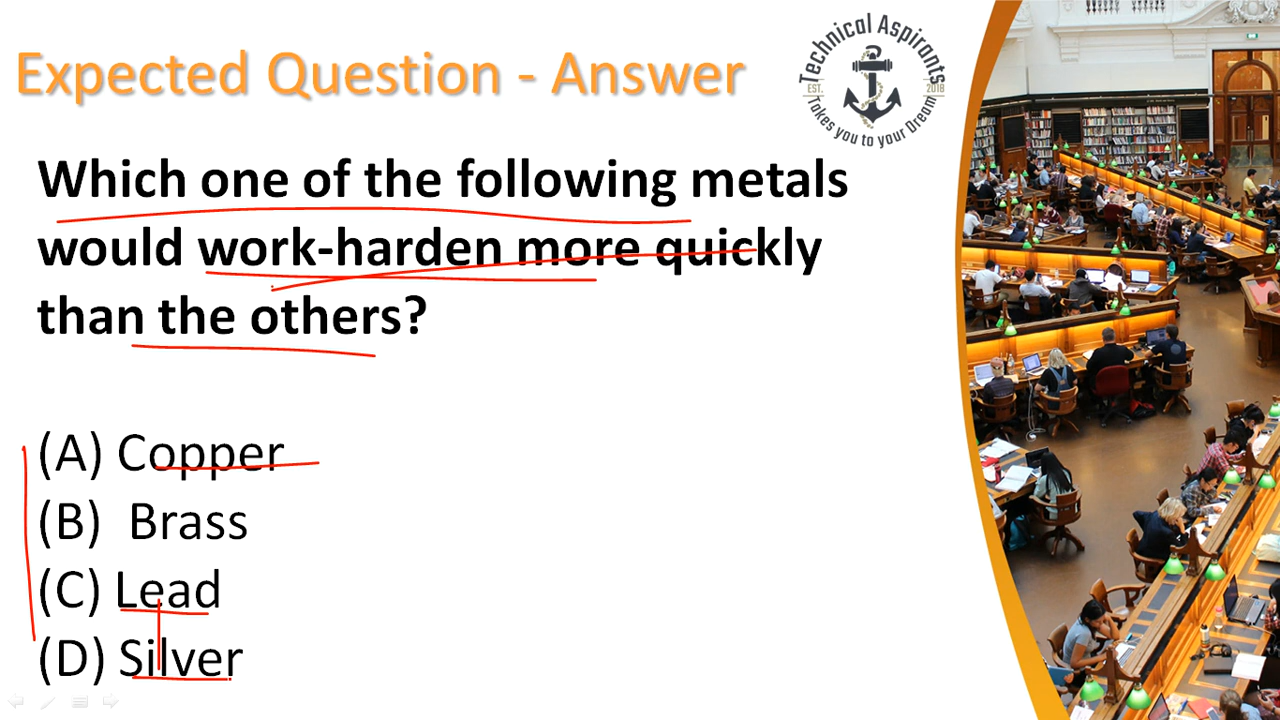 Expected Question - Answer
Technical Aspirants
EST. 2018
Takes you to your Dream
Which one of the following metals
would work-harden more quickly
than the others?
(A) Copper
(B) Brass
(C) Lead
(D) Silver